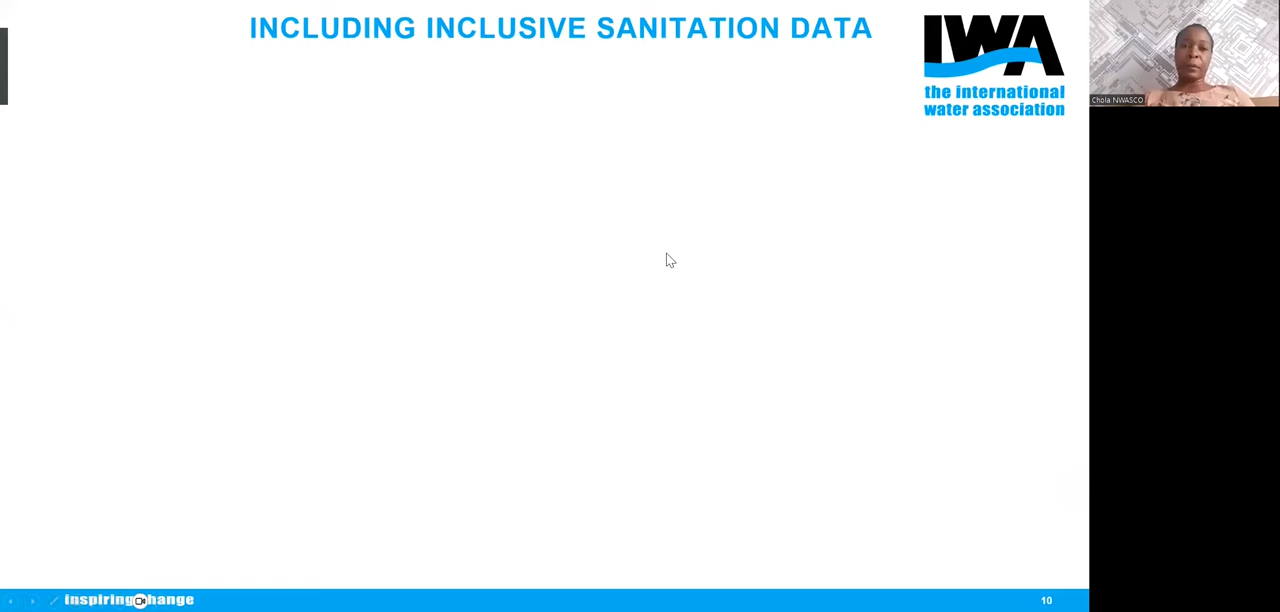 INCLUDING INCLUSIVE SANITATION DATA
IWA
the international
water association
Chola NWASCO
inspiring change
10